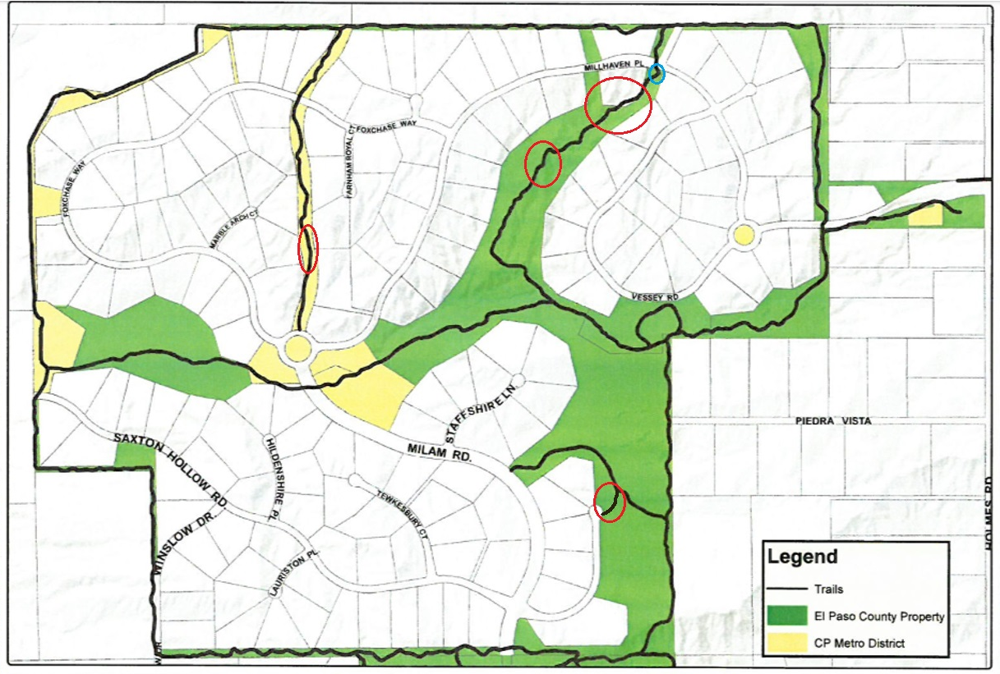 MILLHAVEN PL
FOXCHASE WAY
FARNHAM ROYAL CT
FOXCHASE WAY
MARBLE ARCH CT
VESSEY RD
STAFFSHIRE LN
PIEDRA VISTA
SAXTON HOLLOW RD.
MILAM RD.
HILDENSHIRE PL
TEWKESBURY CT
WINSLOW DR.
LAURISTON PL
HOLMES RD
Legend
Trails
El Paso County Property
CP Metro District